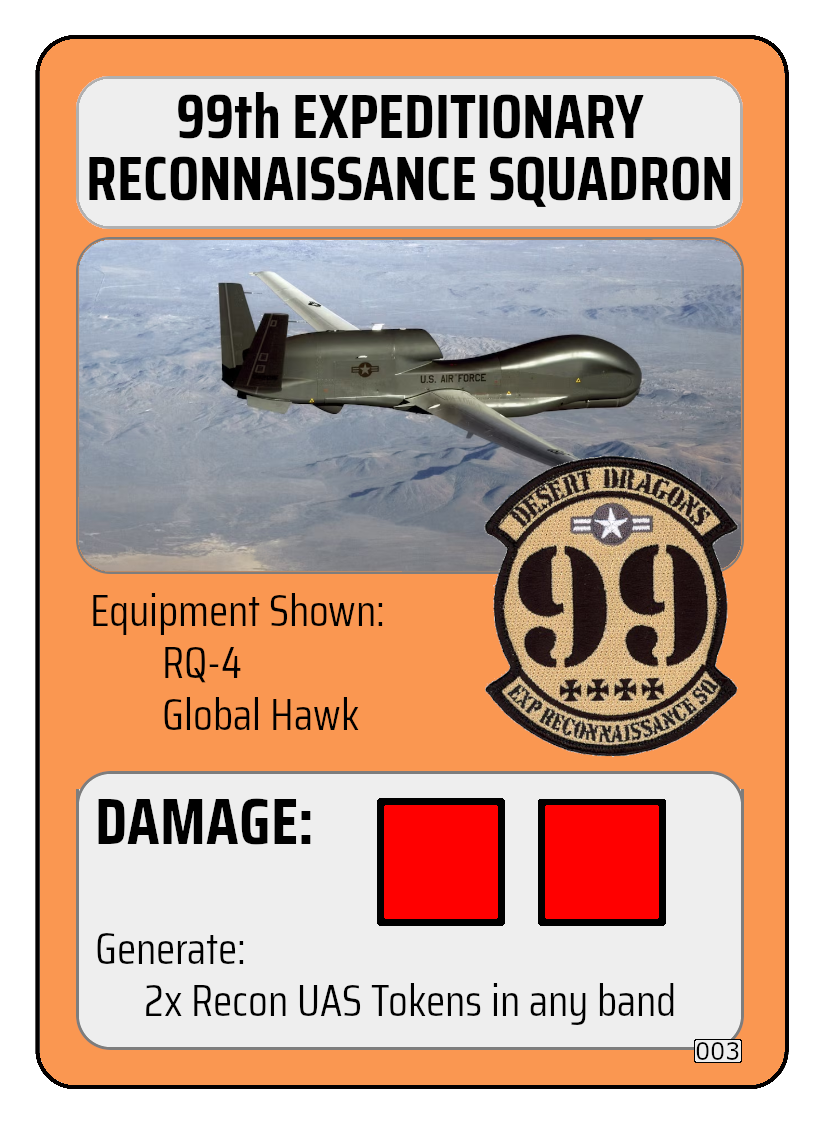 99th EXPEDITIONARY
RECONNAISSANCE SQUADRON
U.S. AIR FORCE
DESERT DRAGONS
99
EXP RECONNAISSANCE SQ
Equipment Shown:
RQ-4
Global Hawk
DAMAGE:
Generate:
2x Recon UAS Tokens in any band
003